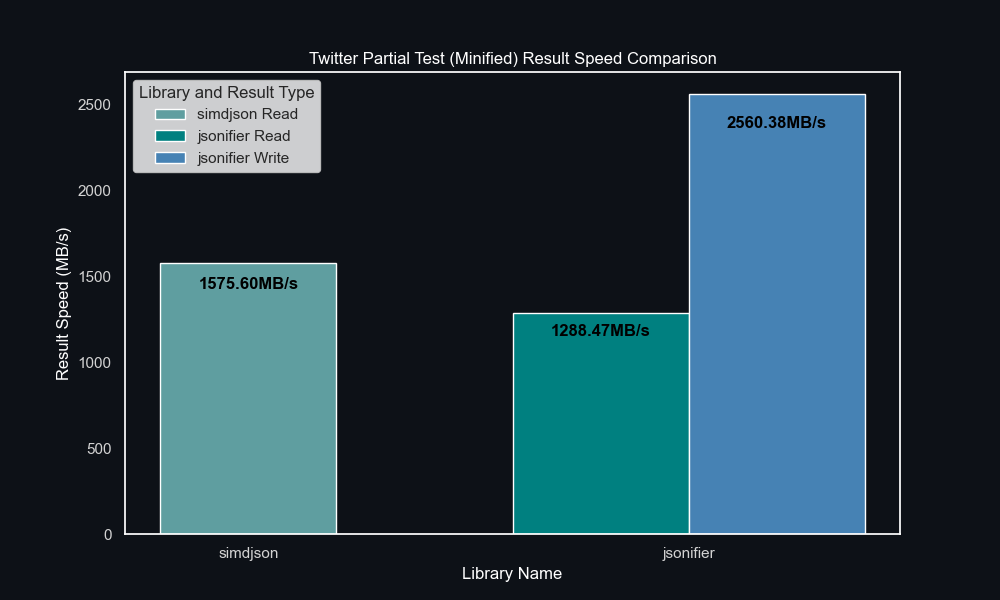 Twitter Partial Test (Minified) Result Speed Comparison
Library and Result Type
simdjson Read
jsonifier Read
jsonifier Write
2500
2000
1500
1000
500
0
Result Speed (MB/s)
1575.60MB/s
1288.47MB/s
2560.38MB/s
simdjson
jsonifier
Library Name